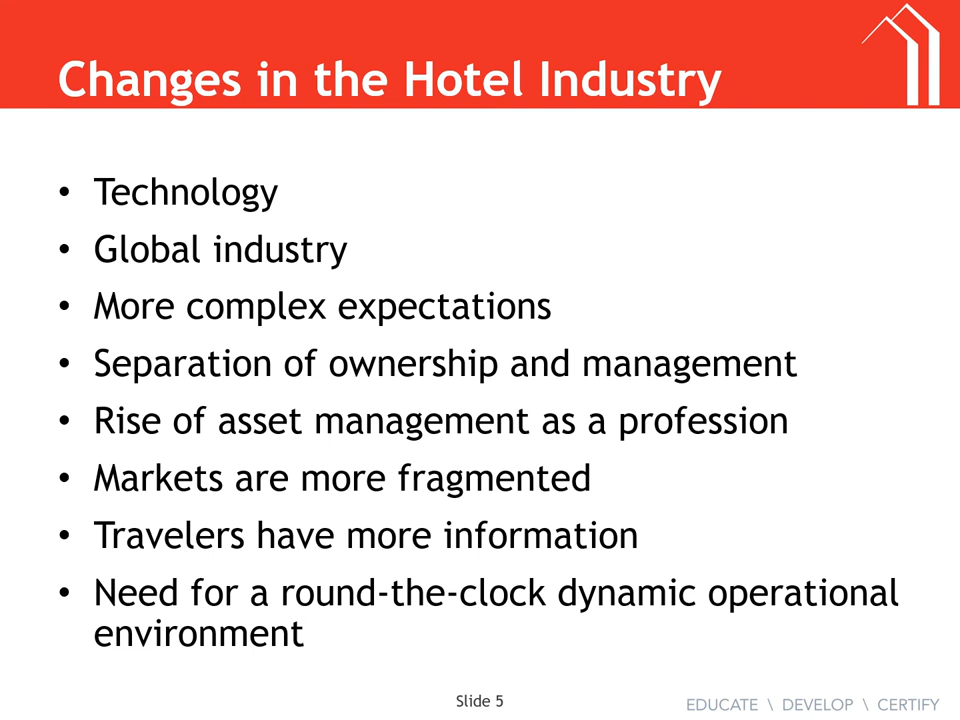 Changes in the Hotel Industry
• Technology
• Global industry
• More complex expectations
• Separation of ownership and management
• Rise of asset management as a profession
• Markets are more fragmented
• Travelers have more information
• Need for a round-the-clock dynamic operational
environment
Slide 5
EDUCATE \ DEVELOP \ CERTIFY